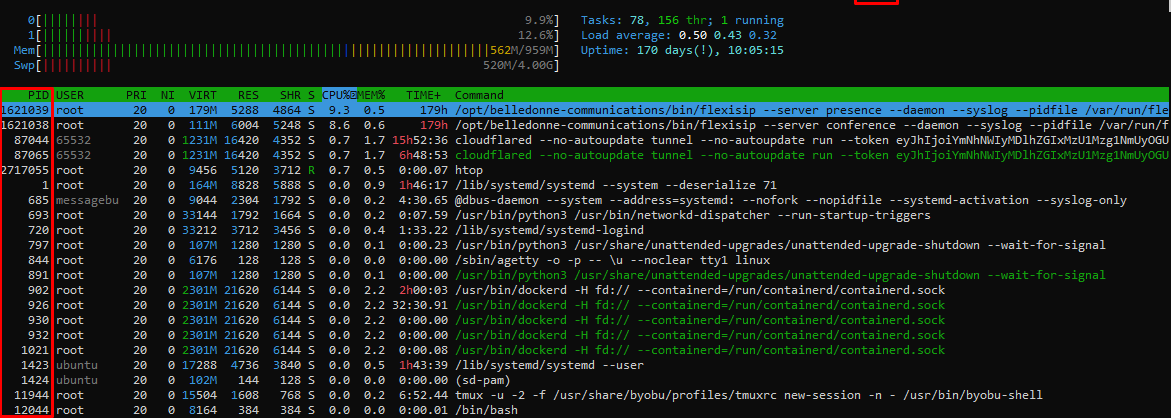 0[||||||| 9.9%] Tasks: 78, 156 thr; 1 running
1[||||||||| 12.6%] Load average: 0.50 0.43 0.32
Mem[||||||||||||||||||||||||||||||||||||||||||||||||||||||||||||562M/959M] Uptime: 170 days(!), 10:05:15
Swp[||||||||| 520M/4.00G]
PID USER PRI NI VIRT RES SHR S CPU% MEM% TIME+ Command
1621039 root 20 0 179M 5288 4864 S 9.3 0.5 179h /opt/belledonne-communications/bin/flexisip --server presence --daemon --syslog --pidfile /var/run/fle
1621038 root 20 0 111M 6004 5248 S 8.6 0.6 179h /opt/belledonne-communications/bin/flexisip --server conference --daemon --syslog --pidfile /var/run/f
87044 65532 20 0 1231M 16420 4352 S 0.7 1.7 15h52:36 cloudflared --no-autoupdate tunnel --no-autoupdate run --token eyJhIjoiYmNhNWIyMDlhZGIxMzU1Mzg1NmUyOGU
87065 65532 20 0 1231M 16420 4352 S 0.7 1.7 6h48:53 cloudflared --no-autoupdate tunnel --no-autoupdate run --token eyJhIjoiYmNhNWIyMDlhZGIxMzU1Mzg1NmUyOGU
2717055 root 20 0 9456 5120 3712 R 0.7 0.5 0:00.07 htop
1 root 20 0 164M 8828 5888 S 0.0 0.9 1h46:17 /lib/systemd/systemd --system --deserialize 71
685 messagebu 20 0 9044 2304 1792 S 0.0 0.2 4:30.65 @dbus-daemon --system --address=systemd: --nofork --nopidfile --systemd-activation --syslog-only
693 root 20 0 33144 1792 1664 S 0.0 0.2 0:07.59 /usr/bin/python3 /usr/bin/networkd-dispatcher --run-startup-triggers
720 root 20 0 33212 3712 3456 S 0.0 0.4 1:33.22 /lib/systemd/systemd-logind
797 root 20 0 107M 1280 1280 S 0.0 0.1 0:00.23 /usr/bin/python3 /usr/share/unattended-upgrades/unattended-upgrade-shutdown --wait-for-signal
844 root 20 0 6176 128 128 S 0.0 0.0 0:00.00 /sbin/agetty -o -p -- \u --noclear tty1 linux
891 root 20 0 107M 1280 1280 S 0.0 0.1 0:00.00 /usr/bin/python3 /usr/share/unattended-upgrades/unattended-upgrade-shutdown --wait-for-signal
902 root 20 0 2301M 21620 6144 S 0.0 2.2 2h00:03 /usr/bin/dockerd -H fd:// --containerd=/run/containerd/containerd.sock
926 root 20 0 2301M 21620 6144 S 0.0 2.2 32:30.91 /usr/bin/dockerd -H fd:// --containerd=/run/containerd/containerd.sock
930 root 20 0 2301M 21620 6144 S 0.0 2.2 0:00.00 /usr/bin/dockerd -H fd:// --containerd=/run/containerd/containerd.sock
932 root 20 0 2301M 21620 6144 S 0.0 2.2 0:00.00 /usr/bin/dockerd -H fd:// --containerd=/run/containerd/containerd.sock
1021 root 20 0 2301M 21620 6144 S 0.0 2.2 0:00.08 /usr/bin/dockerd -H fd:// --containerd=/run/containerd/containerd.sock
1423 ubuntu 20 0 17288 4736 3840 S 0.0 0.5 1h43:39 /lib/systemd/systemd --user
1424 ubuntu 20 0 102M 144 128 S 0.0 0.0 0:00.00 (sd-pam)
11944 root 20 0 15504 1608 768 S 0.0 0.2 6:52.44 tmux -u -2 -f /usr/share/byobu/profiles/tmuxrc new-session -n - /usr/bin/byobu-shell
12044 root 20 0 8164 384 384 S 0.0 0.0 0:00.01 /bin/bash